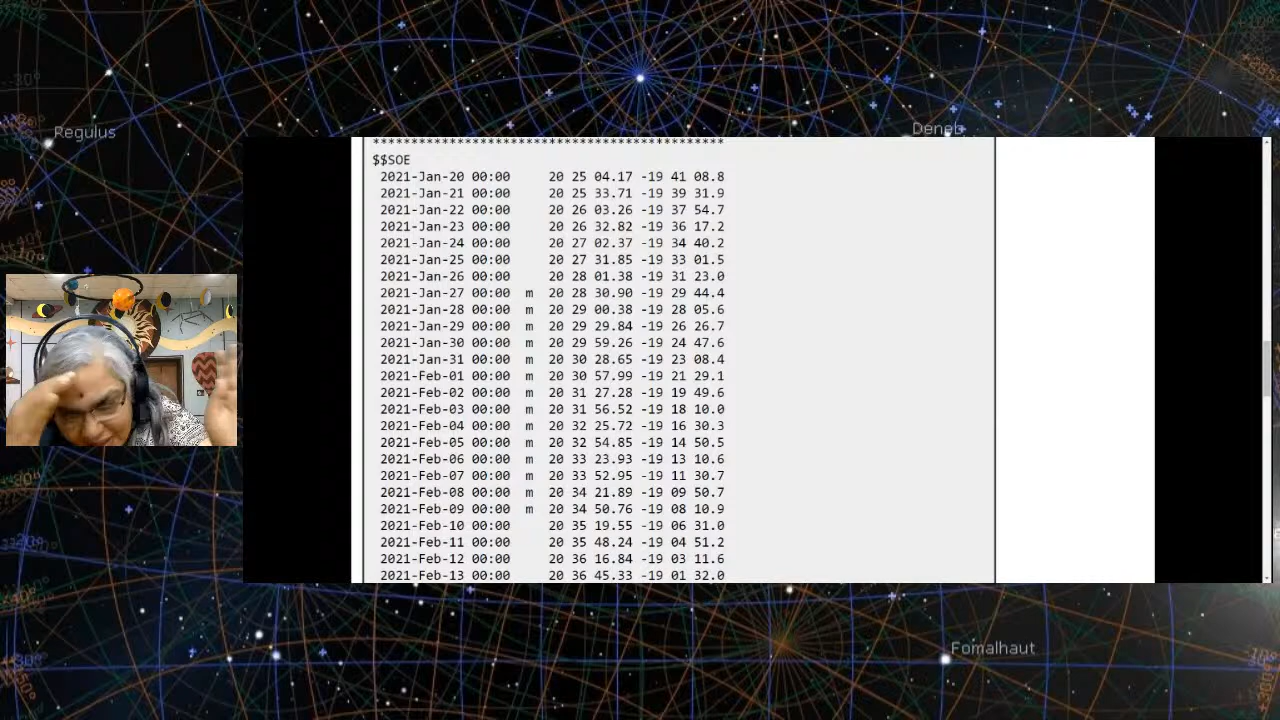 Regulus
Deneb
*********************************************
$$SOE
2021-Jan-20 00:00 20 25 04.17 -19 41 08.8
2021-Jan-21 00:00 20 25 33.71 -19 39 31.9
2021-Jan-22 00:00 20 26 03.26 -19 37 54.7
2021-Jan-23 00:00 20 26 32.82 -19 36 17.2
2021-Jan-24 00:00 20 27 02.37 -19 34 40.2
2021-Jan-25 00:00 20 27 31.85 -19 33 01.5
2021-Jan-26 00:00 20 28 01.38 -19 31 23.0
2021-Jan-27 00:00 m 20 28 30.90 -19 29 44.4
2021-Jan-28 00:00 m 20 29 00.38 -19 28 05.6
2021-Jan-29 00:00 m 20 29 29.84 -19 26 26.7
2021-Jan-30 00:00 m 20 29 59.26 -19 24 47.6
2021-Jan-31 00:00 m 20 30 28.65 -19 23 08.4
2021-Feb-01 00:00 m 20 30 57.99 -19 21 29.1
2021-Feb-02 00:00 m 20 31 27.28 -19 19 49.6
2021-Feb-03 00:00 m 20 31 56.52 -19 18 10.0
2021-Feb-04 00:00 m 20 32 25.72 -19 16 30.3
2021-Feb-05 00:00 m 20 32 54.85 -19 14 50.5
2021-Feb-06 00:00 m 20 33 23.93 -19 13 10.6
2021-Feb-07 00:00 m 20 33 52.95 -19 11 30.7
2021-Feb-08 00:00 m 20 34 21.89 -19 09 50.7
2021-Feb-09 00:00 m 20 34 50.76 -19 08 10.9
2021-Feb-10 00:00 20 35 19.55 -19 06 31.0
2021-Feb-11 00:00 20 35 48.24 -19 04 51.2
2021-Feb-12 00:00 20 36 16.84 -19 03 11.6
2021-Feb-13 00:00 20 36 45.33 -19 01 32.0
Fomalhaut